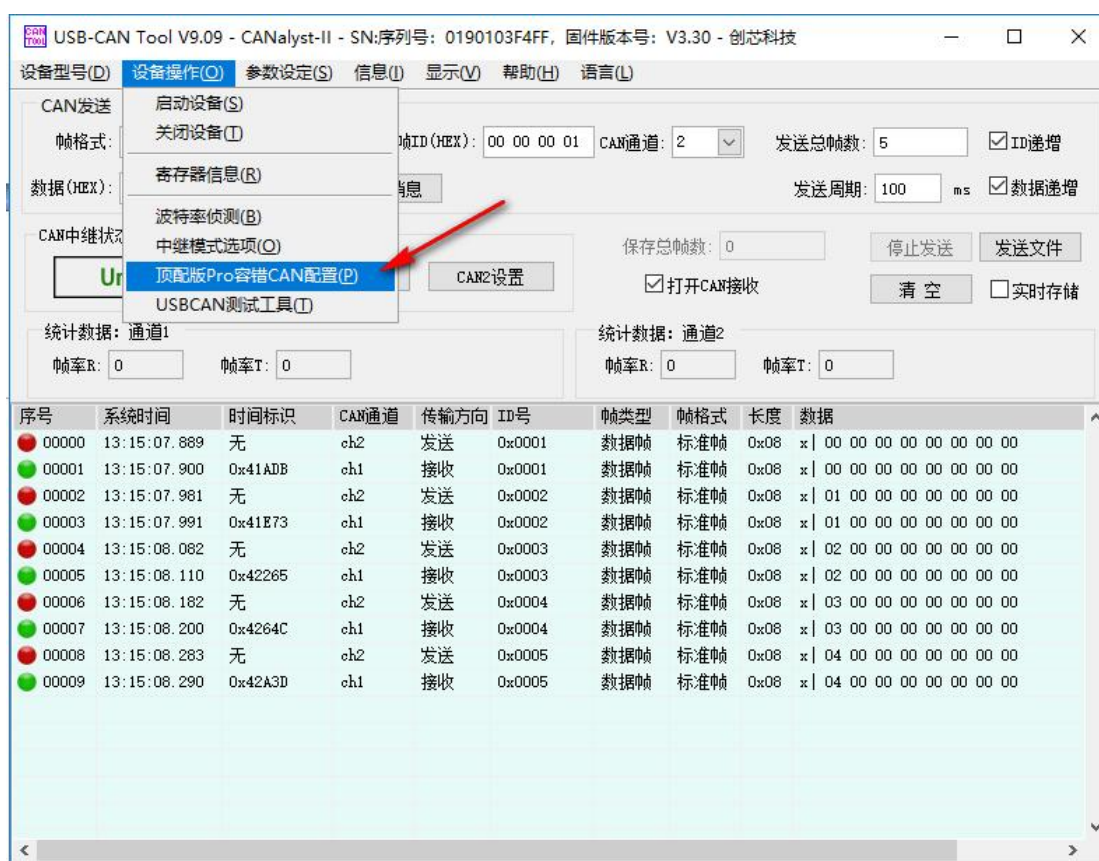 CAN TOOL USB-CAN Tool V9.09 - CANalyst-II - SN:序列号: 0190103F4FF, 固件版本号: V3.30 - 创芯科技
设备型号(D) 设备操作(O) 参数设定(S) 信息(I) 显示(V) 帮助(H) 语言(L)
CAN发送
启动设备(S)
关闭设备(T)
寄存器信息(R)
波特率侦测(B)
中继模式选项(O)
顶配版Pro容错CAN配置(P)
USBCAN测试工具(T)
帧格式: 帧ID(HEX): 00 00 00 01 CAN通道: 2 发送总帧数: 5 ID递增
数据(HEX): 消息 发送周期: 100 ms 数据递增
CAN中继状态
CAN2设置
保存总帧数: 0 停止发送 发送文件
打开CAN接收 清 空 实时存储
统计数据: 通道1 统计数据: 通道2
帧率R: 0 帧率T: 0 帧率R: 0 帧率T: 0
序号 系统时间 时间标识 CAN通道 传输方向 ID号 帧类型 帧格式 长度 数据
00000 13:15:07.889 无 ch2 发送 0x0001 数据帧 标准帧 0x08 x| 00 00 00 00 00 00 00 00
00001 13:15:07.900 0x41ADB ch1 接收 0x0001 数据帧 标准帧 0x08 x| 00 00 00 00 00 00 00 00
00002 13:15:07.981 无 ch2 发送 0x0002 数据帧 标准帧 0x08 x| 01 00 00 00 00 00 00 00
00003 13:15:07.991 0x41E73 ch1 接收 0x0002 数据帧 标准帧 0x08 x| 01 00 00 00 00 00 00 00
00004 13:15:08.082 无 ch2 发送 0x0003 数据帧 标准帧 0x08 x| 02 00 00 00 00 00 00 00
00005 13:15:08.110 0x42265 ch1 接收 0x0003 数据帧 标准帧 0x08 x| 02 00 00 00 00 00 00 00
00006 13:15:08.182 无 ch2 发送 0x0004 数据帧 标准帧 0x08 x| 03 00 00 00 00 00 00 00
00007 13:15:08.200 0x4264C ch1 接收 0x0004 数据帧 标准帧 0x08 x| 03 00 00 00 00 00 00 00
00008 13:15:08.283 无 ch2 发送 0x0005 数据帧 标准帧 0x08 x| 04 00 00 00 00 00 00 00
00009 13:15:08.290 0x42A3D ch1 接收 0x0005 数据帧 标准帧 0x08 x| 04 00 00 00 00 00 00 00